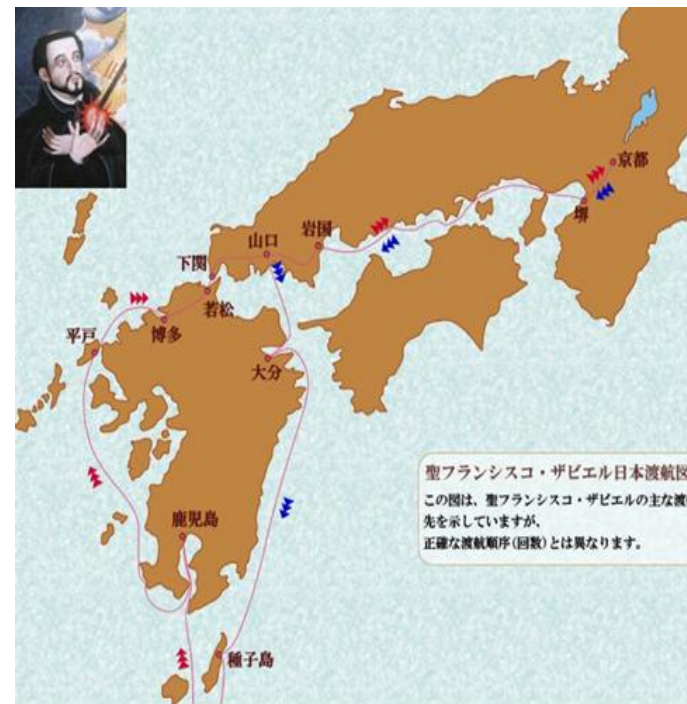 京都
堺
岩国
山口
下関
若松
博多
平戸
大分
聖フランシスコ・ザビエル日本渡航図
この図は、聖フランシスコ・ザビエルの主な渡
先を示していますが、
正確な渡航順序(回数)とは異なります。
鹿児島
種子島